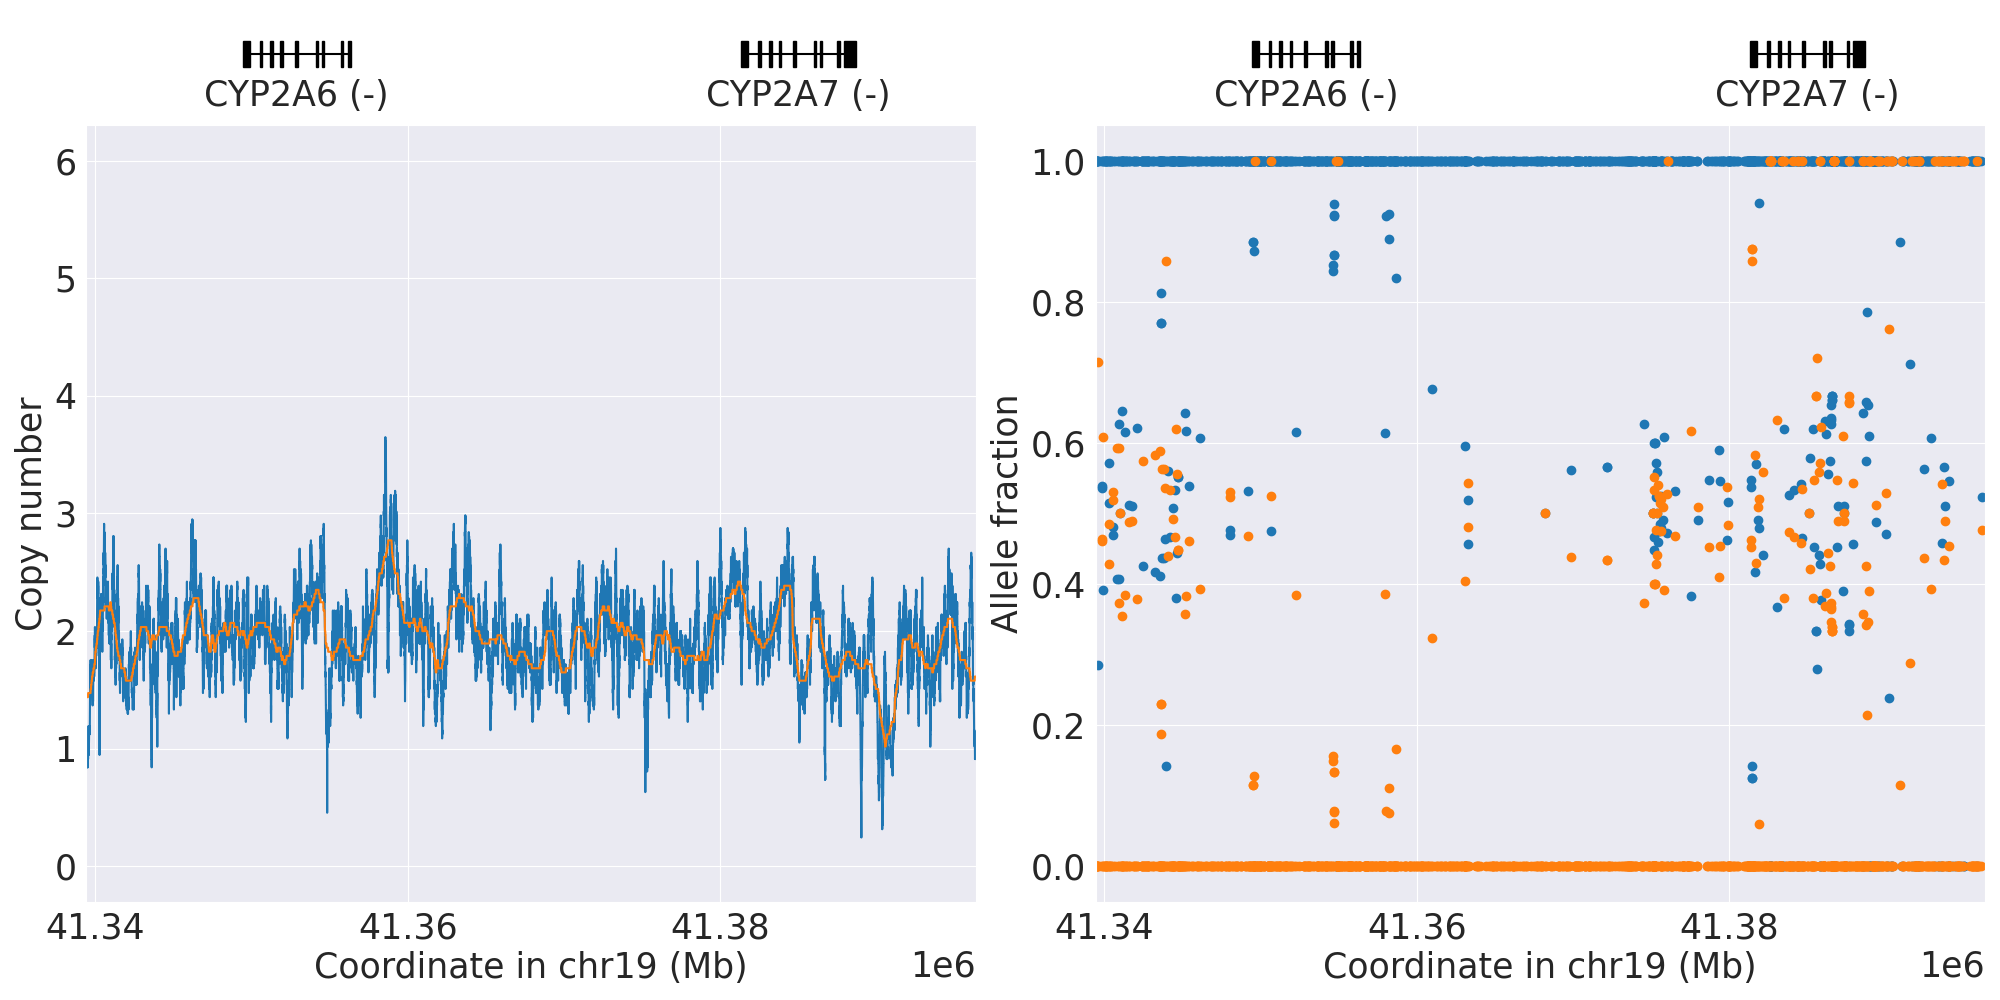 CYP2A6 (-)
CYP2A7 (-)
6
5
4
3
2
1
0
Copy number
41.34
41.36
41.38
Coordinate in chr19 (Mb)
1e6
CYP2A6 (-)
CYP2A7 (-)
1.0
0.8
0.6
0.4
0.2
0.0
Allele fraction
41.34
41.36
41.38
Coordinate in chr19 (Mb)
1e6